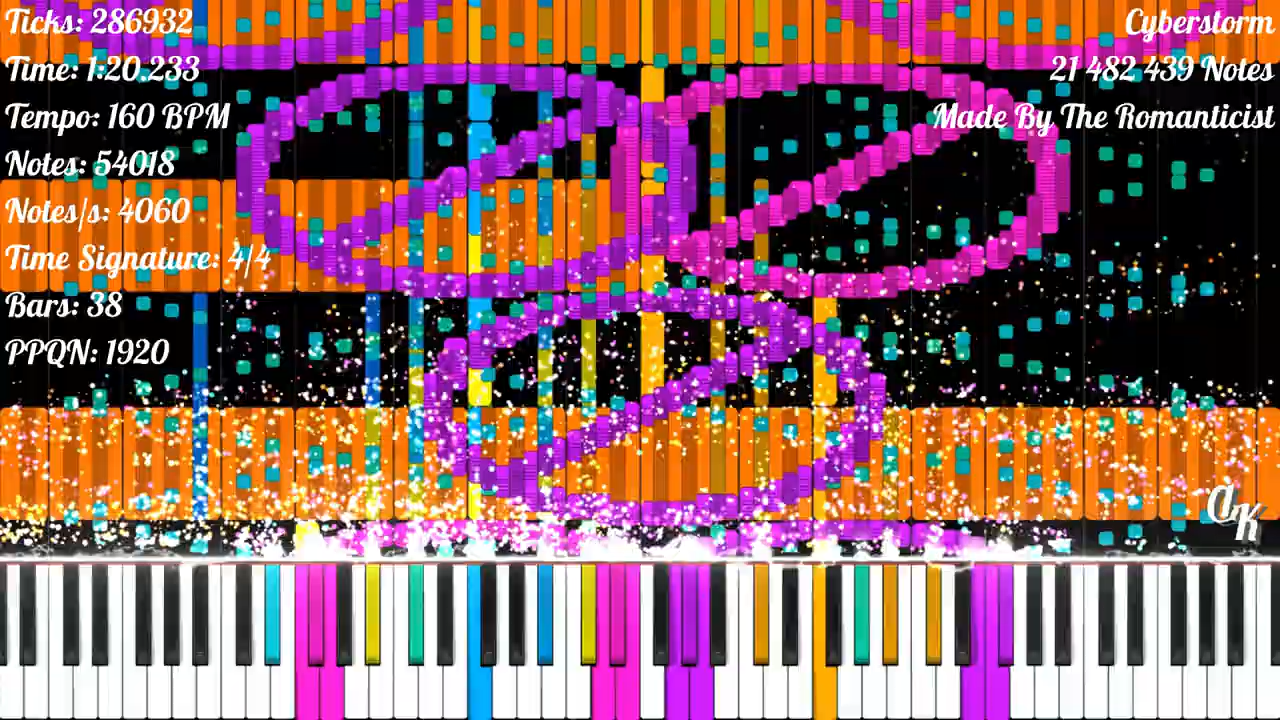 Ticks: 286932
Time: 1:20.233
Tempo: 160 BPM
Notes: 54018
Notes/s: 4060
Time Signature: 4/4
Bars: 38
PPQN: 1920
Cyberstorm
21 482 439 Notes
Made By The Romanticist
CK